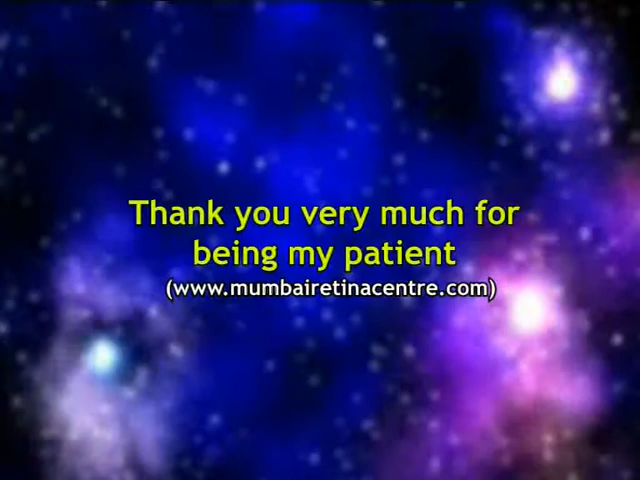 Thank you very much for
being my patient
(www.mumbairetinacentre.com)